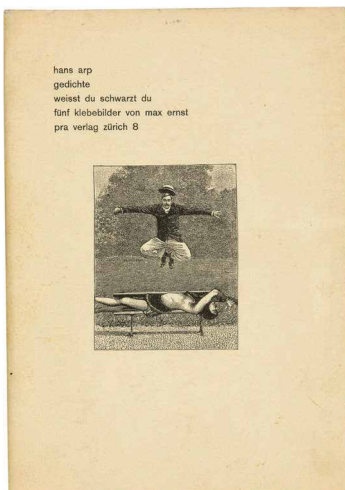 hans arp
gedichte
weisst du schwarzt du
fünf klebebilder von max ernst
pra verlag zürich 8